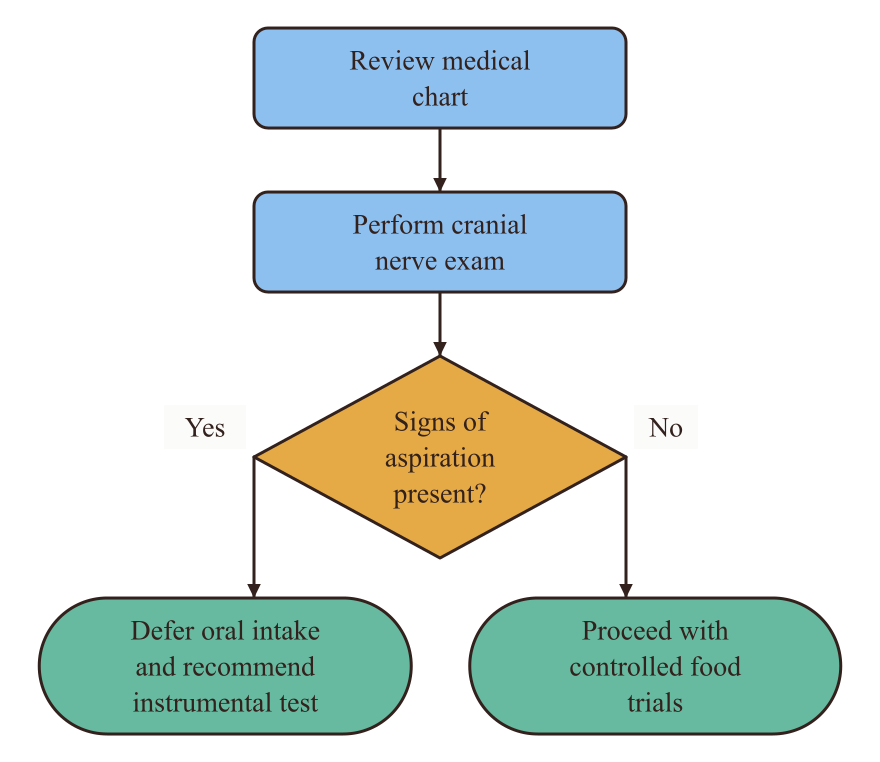 Review medical
chart
Perform cranial
nerve exam
Signs of
aspiration
present?
Yes
No
Defer oral intake
and recommend
instrumental test
Proceed with
controlled food
trials